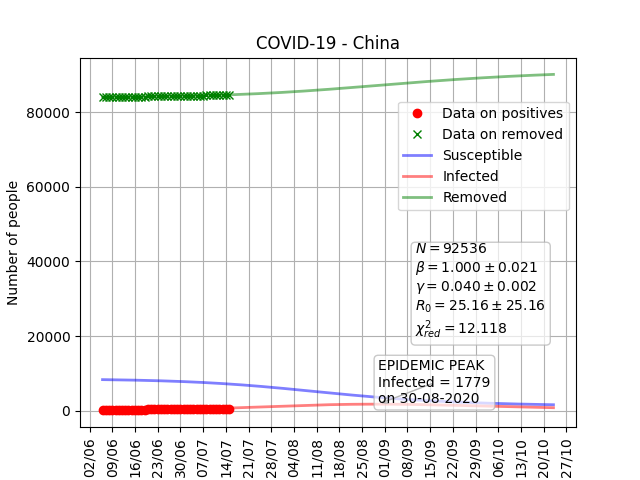 COVID-19 - China
Number of people
80000
60000
40000
20000
0
Data on positives
Data on removed
Susceptible
Infected
Removed
N = 92536
β = 1.000 ± 0.021
γ = 0.040 ± 0.002
R₀ = 25.16 ± 25.16
χ²red = 12.118
EPIDEMIC PEAK
Infected = 1779
on 30-08-2020
02/06 09/06 16/06 23/06 30/06 07/07 14/07 21/07 28/07 04/08 11/08 18/08 25/08 01/09 08/09 15/09 22/09 29/09 06/10 13/10 20/10 27/10